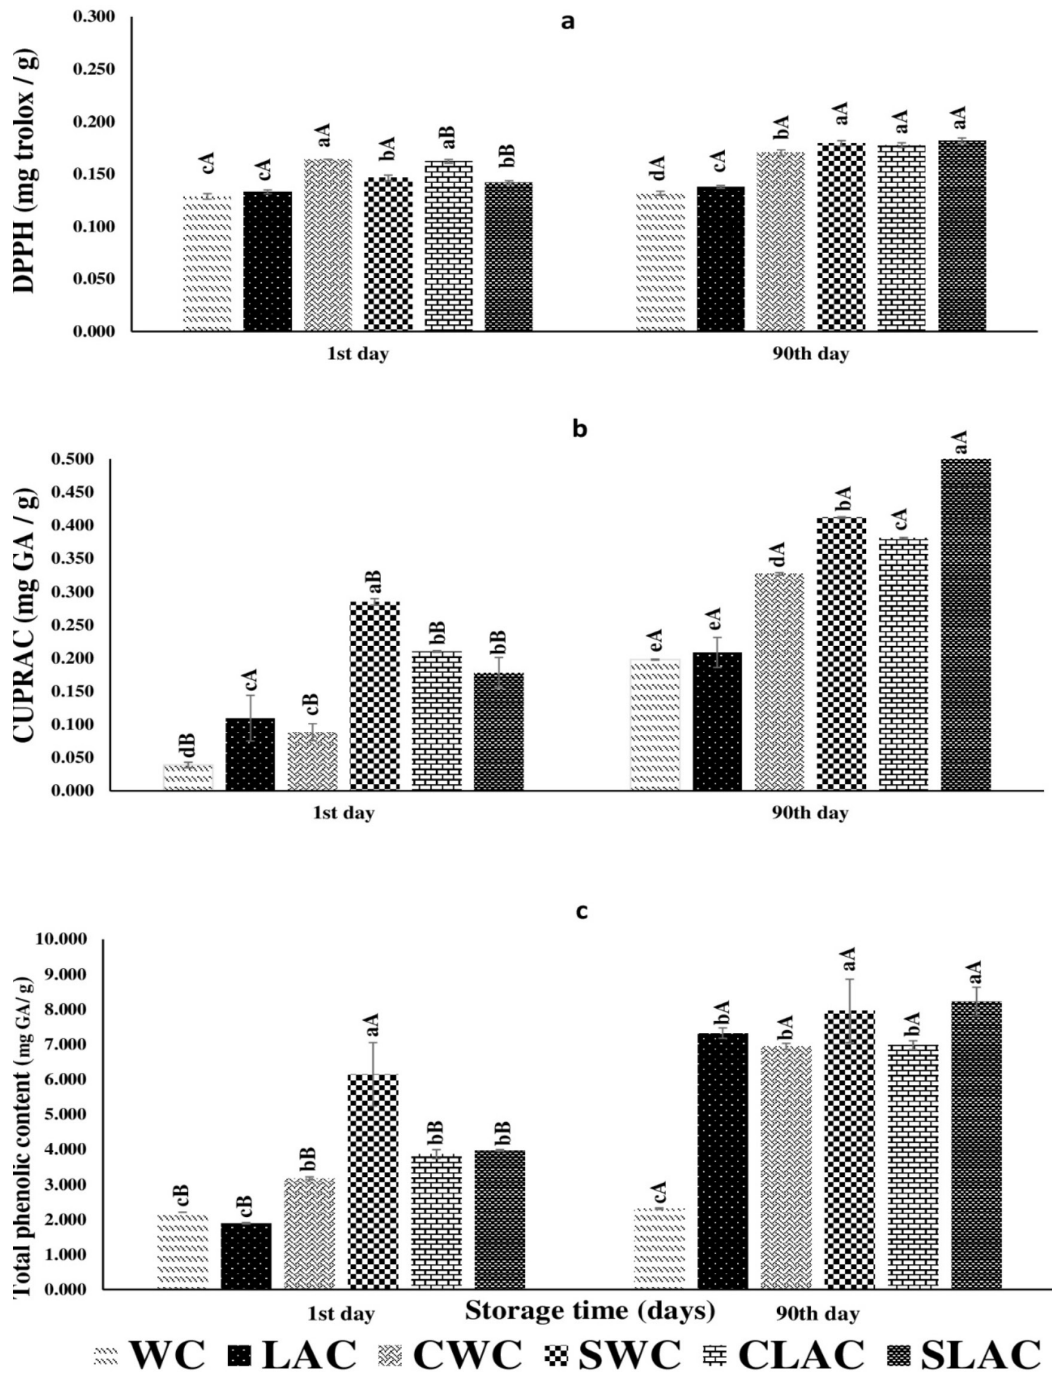 a
DPPH (mg trolox / g)
0.300
0.250
0.200
0.150
0.100
0.050
0.000
cA cA aA bA aB bB dA cA bA aA aA aA
1st day 90th day
b
CUPRAC (mg GA / g)
0.500
0.450
0.400
0.350
0.300
0.250
0.200
0.150
0.100
0.050
0.000
dB cA cB aB bB bB eA eA dA bA cA aA
1st day 90th day
c
Total phenolic content (mg GA/ g)
10.000
9.000
8.000
7.000
6.000
5.000
4.000
3.000
2.000
1.000
0.000
cB cB bB aA bB bB cA bA bA aA bA aA
1st day Storage time (days) 90th day
WC LAC CWC SWC CLAC SLAC